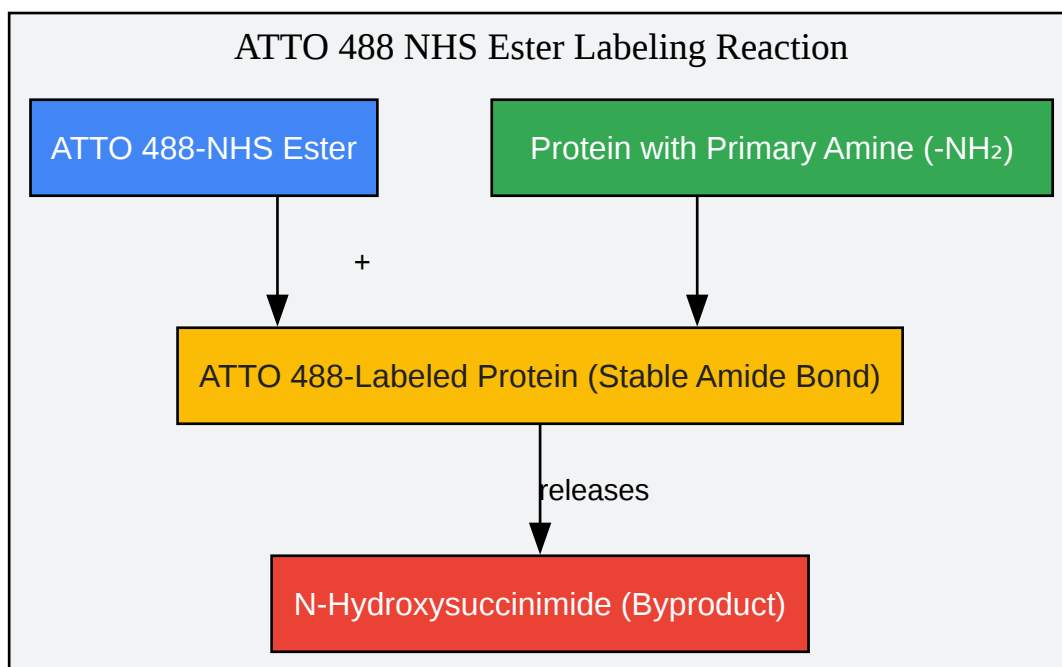 ATTO 488 NHS Ester Labeling Reaction
ATTO 488-NHS Ester
Protein with Primary Amine (-NH₂)
+
ATTO 488-Labeled Protein (Stable Amide Bond)
releases
N-Hydroxysuccinimide (Byproduct)